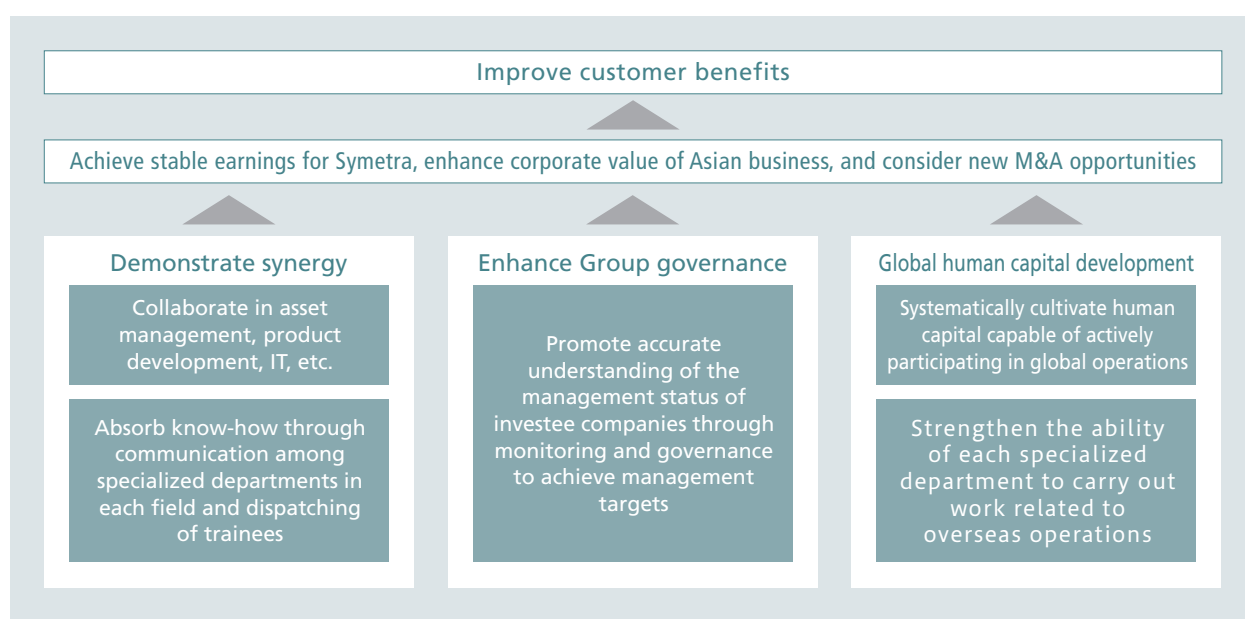 Improve customer benefits
Achieve stable earnings for Symetra, enhance corporate value of Asian business, and consider new M&A opportunities
Demonstrate synergy
Collaborate in asset
management, product
development, IT, etc.
Absorb know-how through
communication among
specialized departments in
each field and dispatching
of trainees
Enhance Group governance
Promote accurate
understanding of the
management status of
investee companies through
monitoring and governance
to achieve management
targets
Global human capital development
Systematically cultivate human
capital capable of actively
participating in global operations
Strengthen the ability
of each specialized
department to carry out
work related to
overseas operations